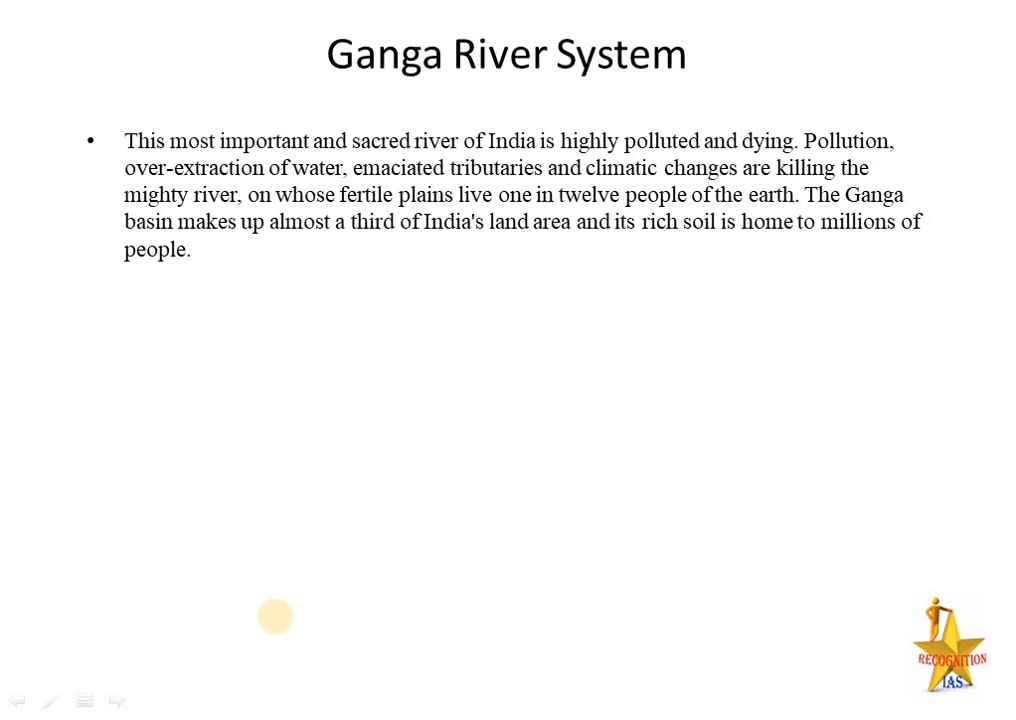 Ganga River System
• This most important and sacred river of India is highly polluted and dying. Pollution,
over-extraction of water, emaciated tributaries and climatic changes are killing the
mighty river, on whose fertile plains live one in twelve people of the earth. The Ganga
basin makes up almost a third of India's land area and its rich soil is home to millions of
people.
RECOGNITION
IAS